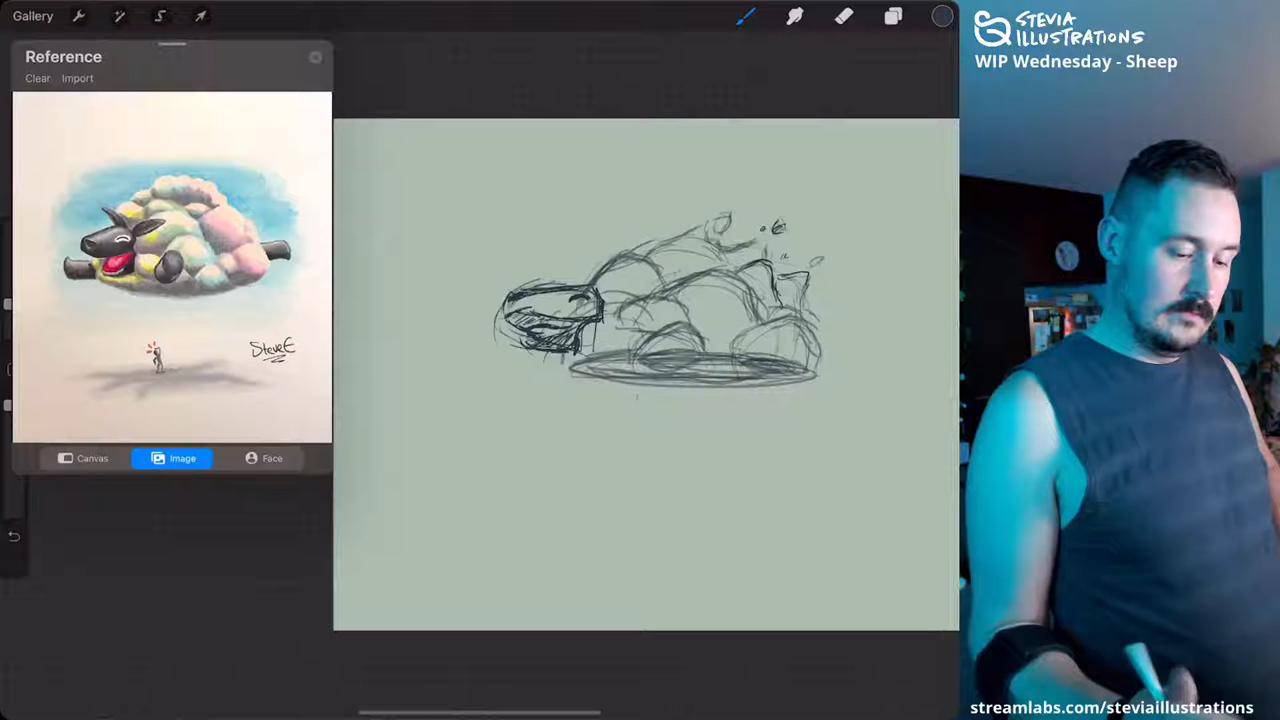 Gallery
Reference
Clear Import
SteveE
Canvas Image Face
STEVIA
ILLUSTRATIONS
WIP Wednesday - Sheep
streamlabs.com/steviaillustrations